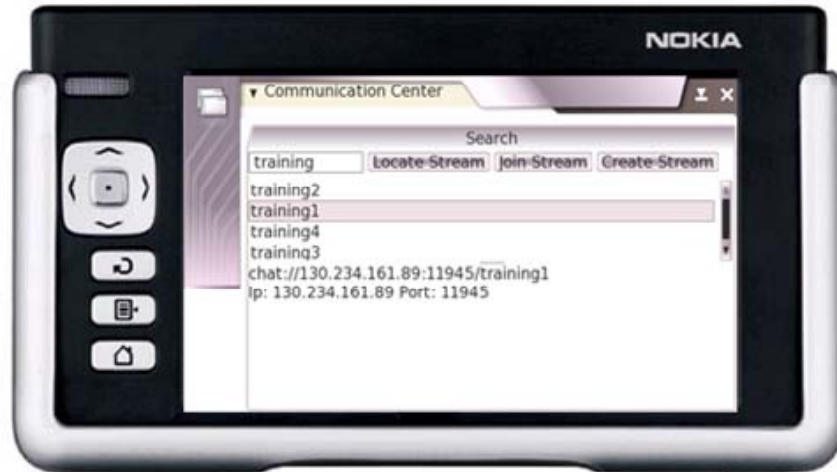 NOKIA
Communication Center
Search
training Locate Stream Join Stream Create Stream
training2
training1
training4
training3
chat://130.234.161.89:11945/training1
Ip: 130.234.161.89 Port: 11945